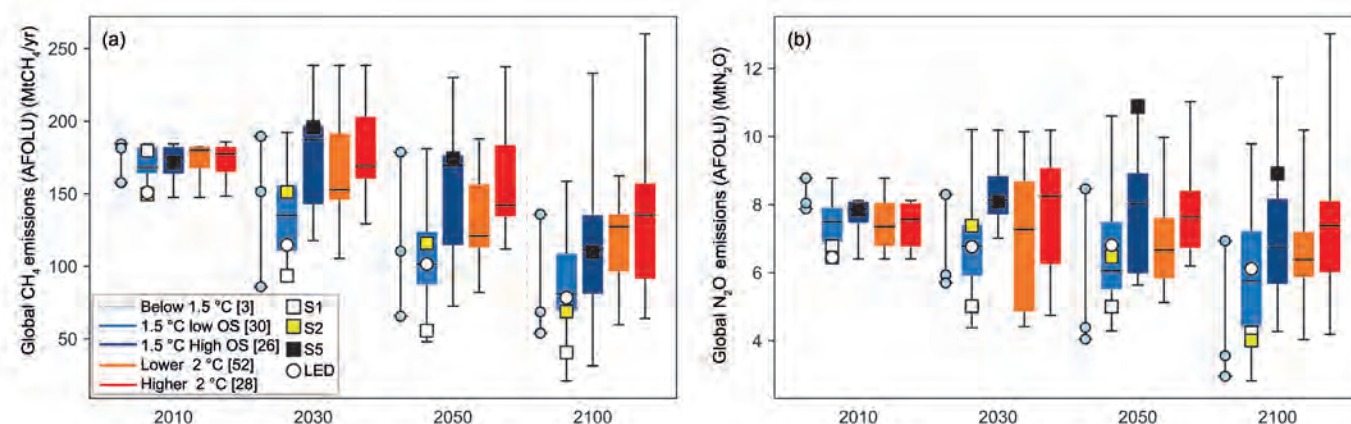 (a)
Global CH4 emissions (AFOLU) (MtCH4/yr)
250
200
150
100
50
Below 1.5 °C [3]
1.5 °C low OS [30]
1.5 °C High OS [26]
Lower 2 °C [52]
Higher 2 °C [28]
S1
S2
S5
LED
2010 2030 2050 2100
(b)
Global N2O emissions (AFOLU) (MtN2O)
12
10
8
6
4
2010 2030 2050 2100